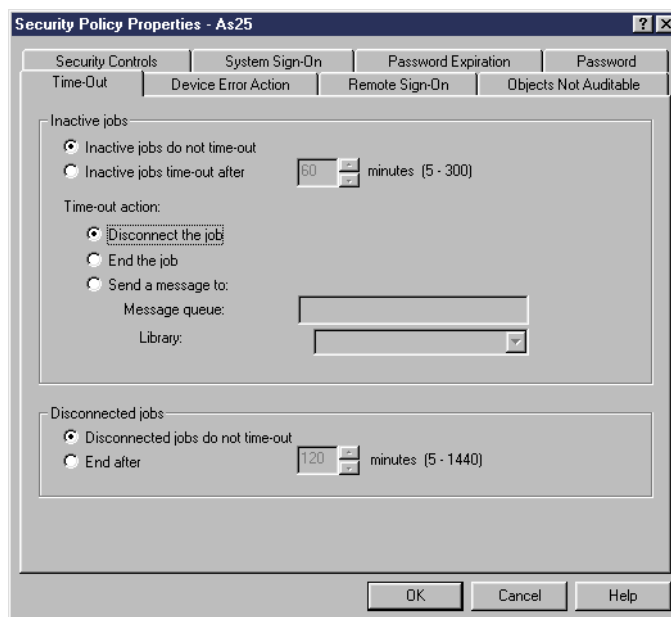 Security Policy Properties - As25
Security Controls System Sign-On Password Expiration Password
Time-Out Device Error Action Remote Sign-On Objects Not Auditable
Inactive jobs
Inactive jobs do not time-out
Inactive jobs time-out after 60 minutes (5 - 300)
Time-out action:
Disconnect the job
End the job
Send a message to:
Message queue:
Library:
Disconnected jobs
Disconnected jobs do not time-out
End after 120 minutes (5 - 1440)
OK Cancel Help